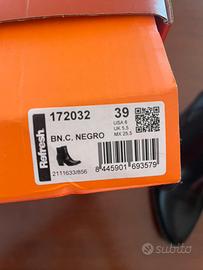 172032
39
USA 6
UK 5.5
MX 25.5
Refresh
BN.C. NEGRO
2111633/856
8 445901 693579
subito